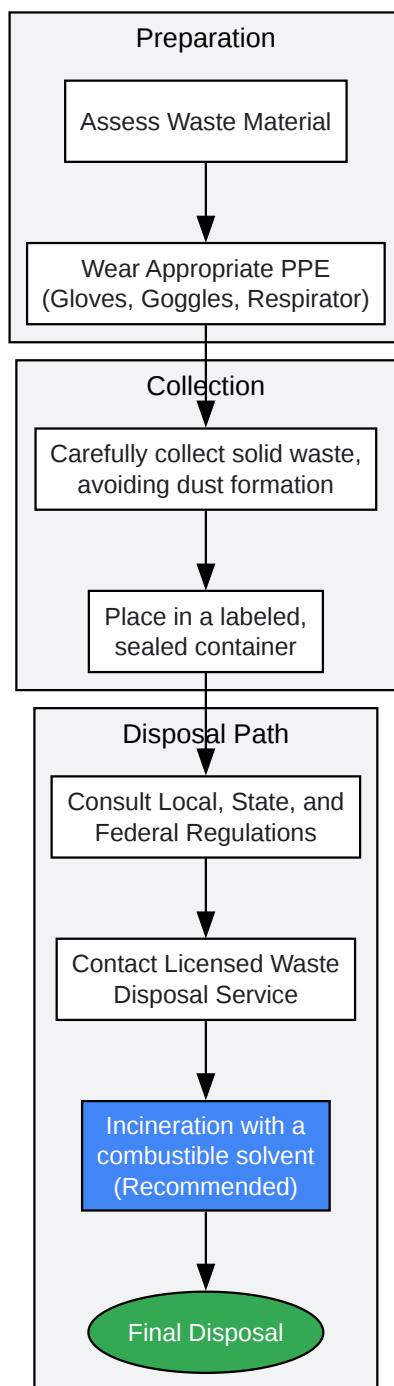 Preparation
Assess Waste Material
Wear Appropriate PPE
(Gloves, Goggles, Respirator)
Collection
Carefully collect solid waste,
avoiding dust formation
Place in a labeled,
sealed container
Disposal Path
Consult Local, State, and
Federal Regulations
Contact Licensed Waste
Disposal Service
Incineration with a
combustible solvent
(Recommended)
Final Disposal